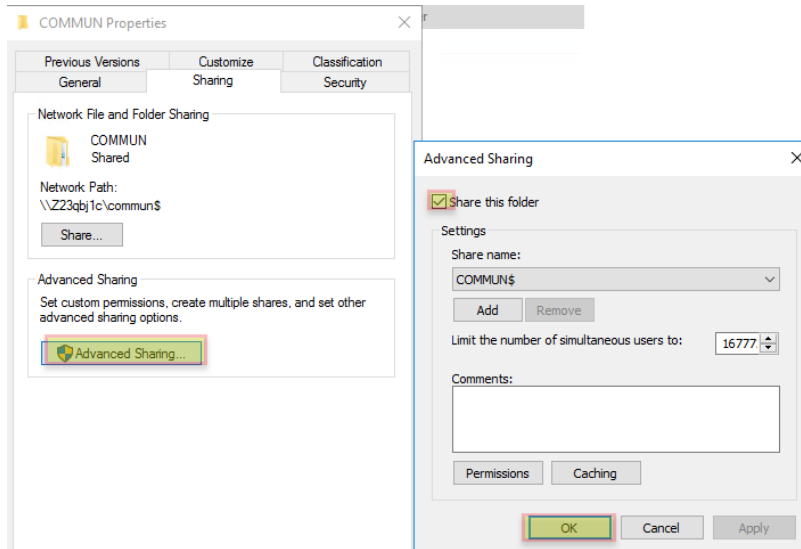 COMMUN Properties
r
Previous Versions Customize Classification
General Sharing Security
Network File and Folder Sharing
COMMUN
Shared
Network Path:
\\Z23qbj1c\commun$
Share...
Advanced Sharing
Set custom permissions, create multiple shares, and set other
advanced sharing options.
Advanced Sharing...
Advanced Sharing
Share this folder
Settings
Share name:
COMMUN$
Add Remove
Limit the number of simultaneous users to: 16777
Comments:
Permissions Caching
OK Cancel Apply